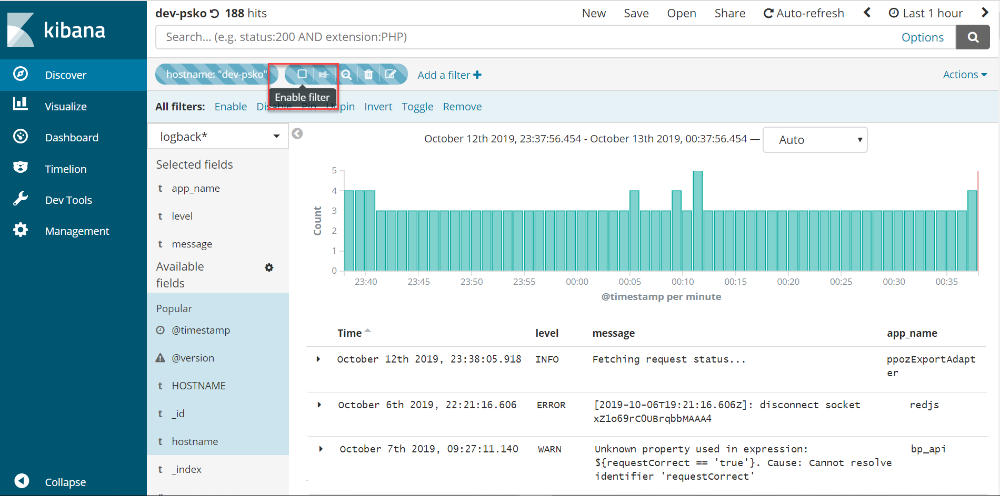 kibana
Discover
Visualize
Dashboard
Timelion
Dev Tools
Management
Collapse
dev-psko 188 hits
New Save Open Share Auto-refresh Last 1 hour
Search... (e.g. status:200 AND extension:PHP) Options
hostname: "dev-psko" Add a filter Actions
Enable filter
All filters: Enable Disable Pin Unpin Invert Toggle Remove
logback*
Selected fields
t app_name
t level
t message
Available
fields
Popular
@timestamp
@version
t HOSTNAME
t _id
t hostname
t _index
October 12th 2019, 23:37:56.454 - October 13th 2019, 00:37:56.454 — Auto
Count
5
4
3
2
1
0
23:40 23:45 23:50 23:55 00:00 00:05 00:10 00:15 00:20 00:25 00:30 00:35
@timestamp per minute
Time level message app_name
October 12th 2019, 23:38:05.918 INFO Fetching request status... ppozExportAdapt
er
October 6th 2019, 22:21:16.606 ERROR [2019-10-06T19:21:16.606Z]: disconnect socket redjs
xZ1o69rC0UBrqbbMAAA4
October 7th 2019, 09:27:11.140 WARN Unknown property used in expression: bp_api
${requestCorrect == 'true'}. Cause: Cannot resolve
identifier 'requestCorrect'